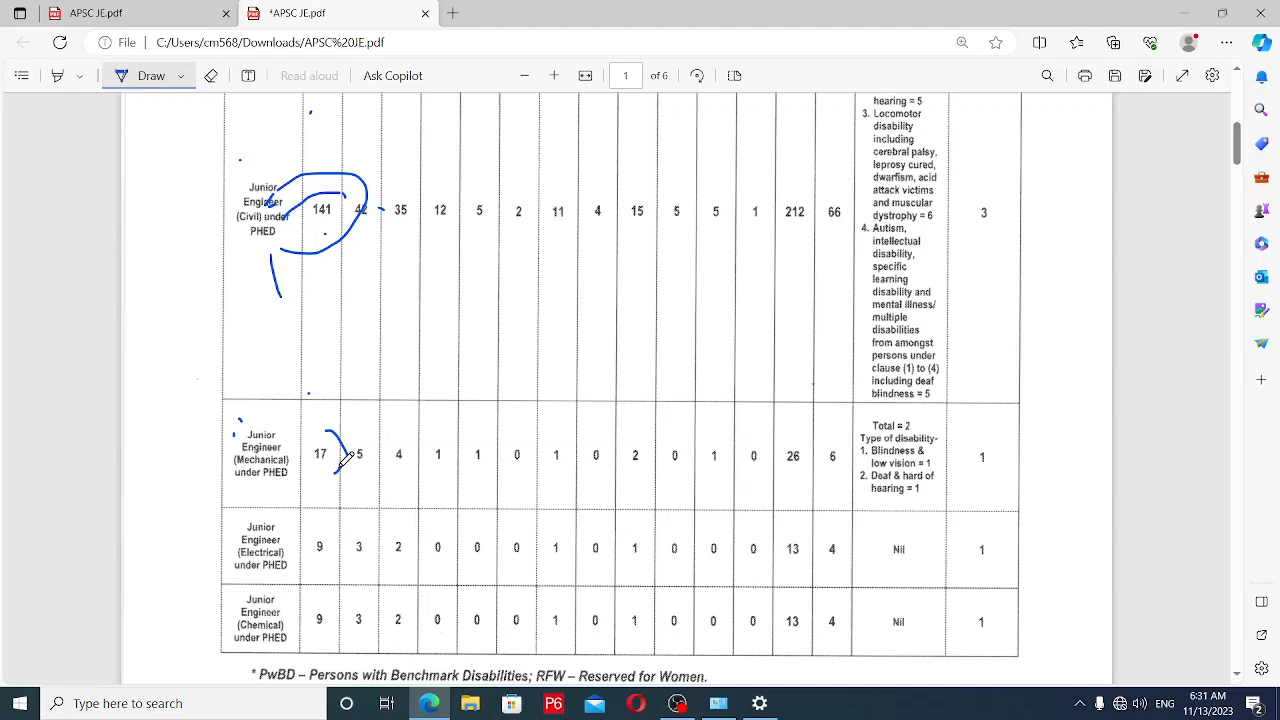 APSC JE.pdf
*APSC JE.pdf
File
C:/Users/cm568/Downloads/APSC%20JE.pdf
Draw
Read aloud
Ask Copilot
1
of 6
hearing = 5
3. Locomotor
disability
including
cerebral palsy,
leprosy cured,
dwarfism, acid
attack victims
and muscular
dystrophy = 6
4. Autism,
intellectual
disability,
specific
learning
disability and
mental illness/
multiple
disabilities
from amongst
persons under
clause (1) to (4)
including deaf
blindness = 5
Junior
Engineer
(Civil) under
PHED
141 42 35 12 5 2 11 4 15 5 5 1 212 66
3
Junior
Engineer
(Mechanical)
under PHED
17 5 4 1 1 0 1 0 2 0 1 0 26 6
Total = 2
Type of disability-
1. Blindness &
low vision = 1
2. Deaf & hard of
hearing = 1
1
Junior
Engineer
(Electrical)
under PHED
9 3 2 0 0 0 1 0 1 0 0 0 13 4 Nil 1
Junior
Engineer
(Chemical)
under PHED
9 3 2 0 0 0 1 0 1 0 0 0 13 4 Nil 1
* PwBD – Persons with Benchmark Disabilities; RFW – Reserved for Women.
Type here to search
P6
ENG
6:31 AM
11/13/2023
2